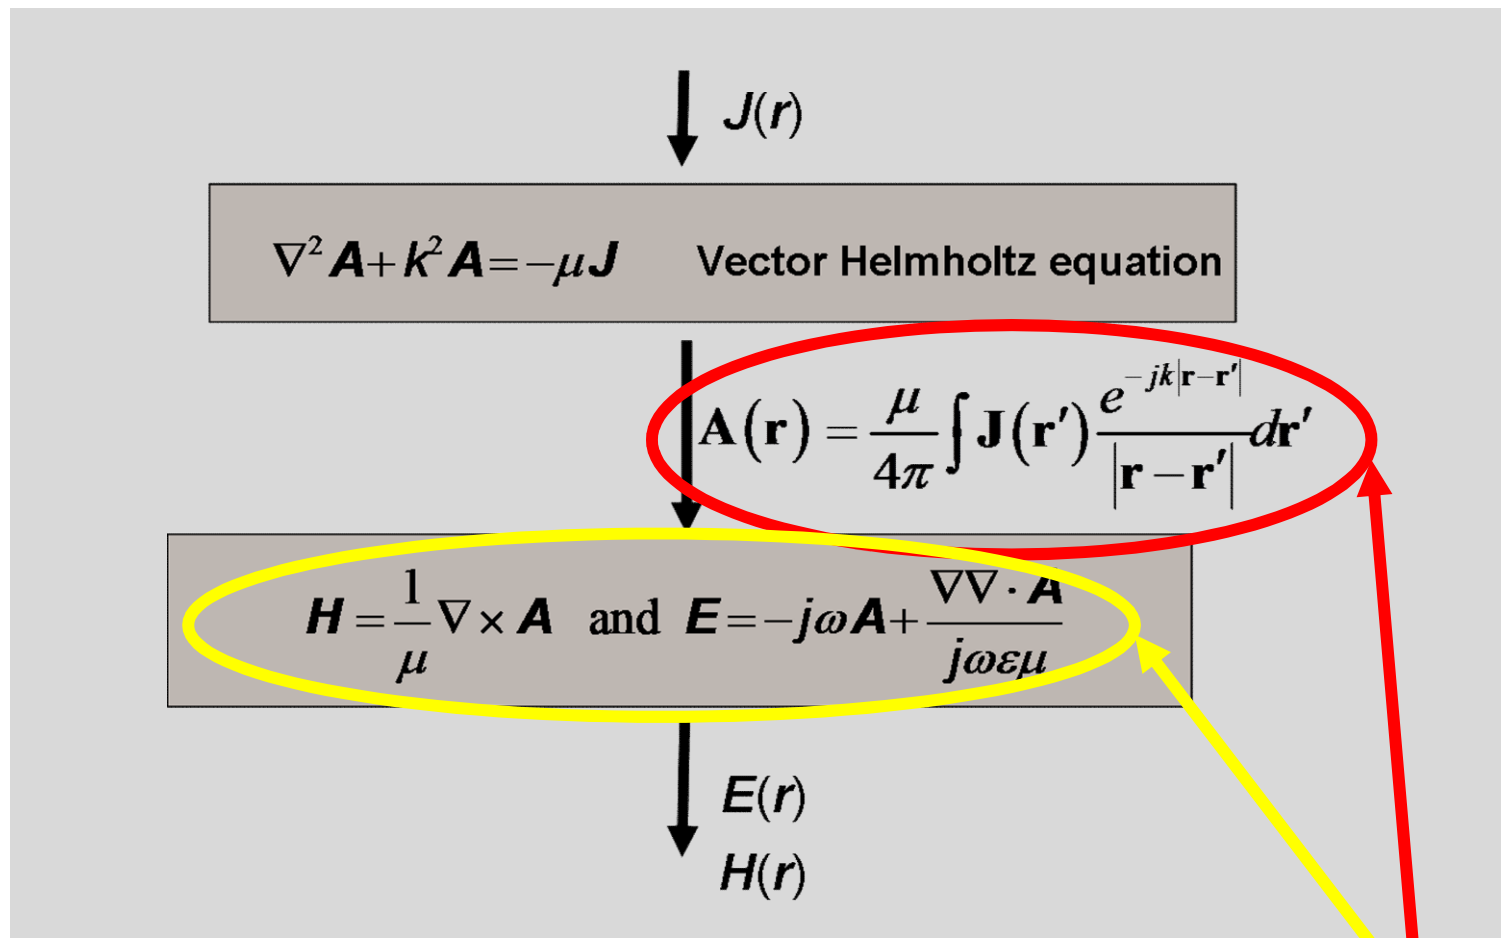 J(r)
∇²A+k²A=−μJ Vector Helmholtz equation
A(r) = μ/4π ∫J(r′) e^{−jk|r−r′|}/|r−r′| dr′
H = 1/μ ∇×A and E=−jωA+ ∇∇·A/jωεμ
E(r)
H(r)